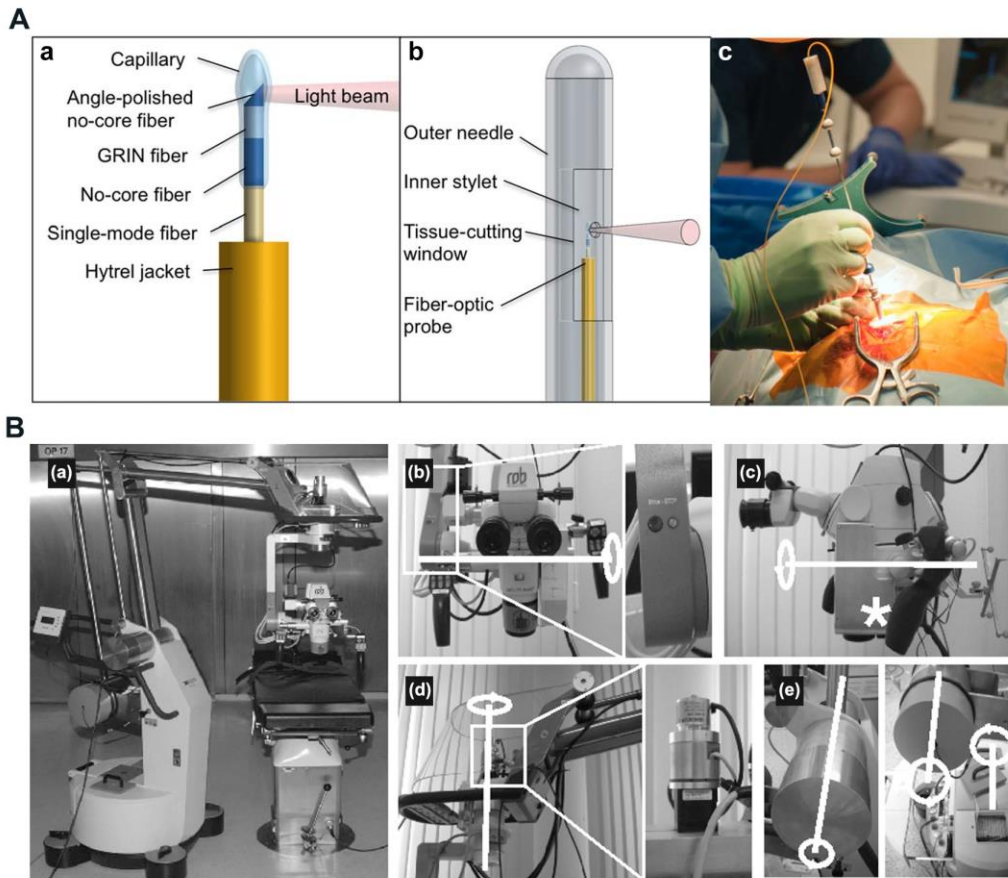 A
a
Capillary
Angle-polished
no-core fiber
Light beam
GRIN fiber
No-core fiber
Single-mode fiber
Hytrel jacket
b
Outer needle
Inner stylet
Tissue-cutting
window
Fiber-optic
probe
c
B
OP 17
(a)
(b)
(c)
*
(d)
(e)